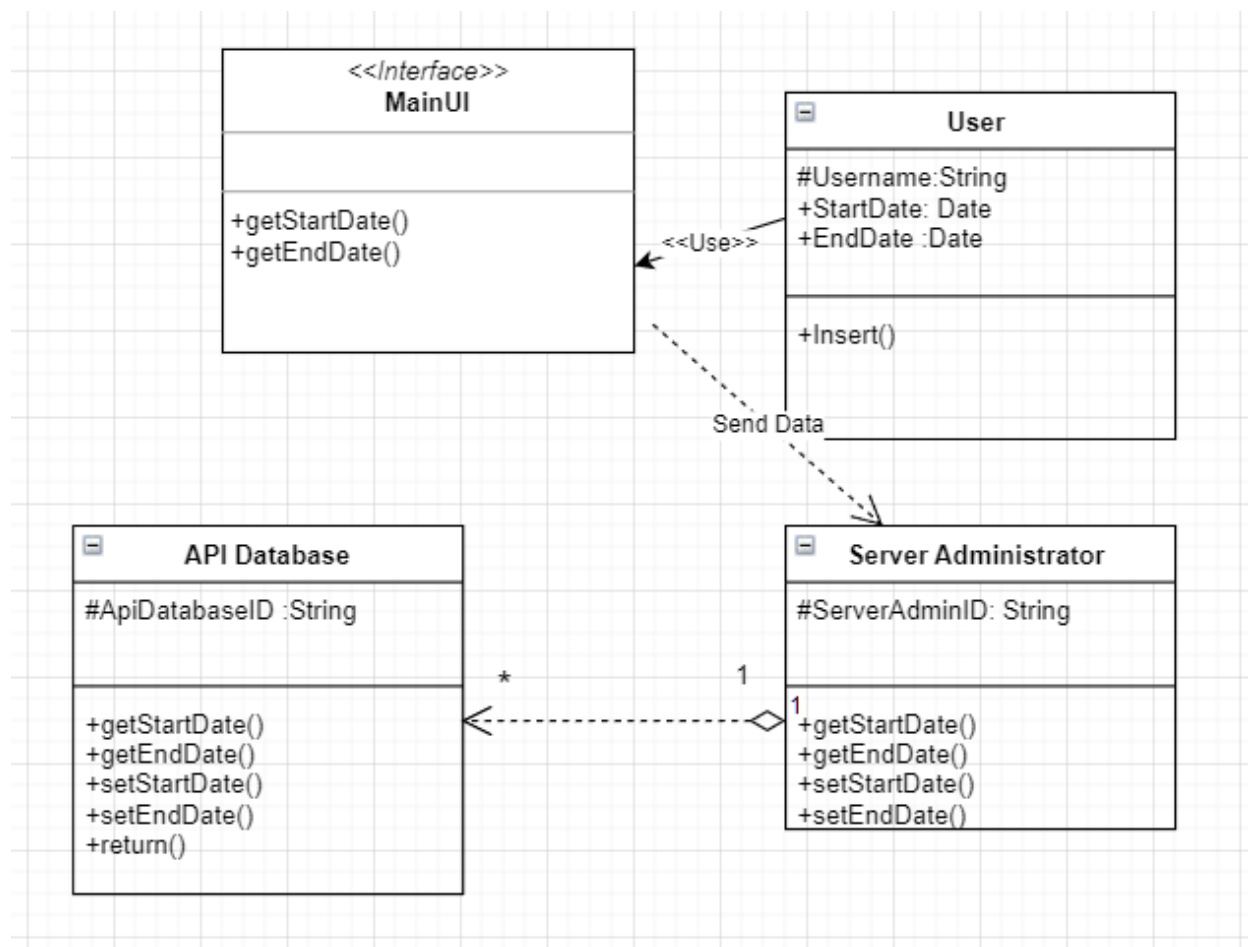 <<Interface>>
MainUI
+getStartDate()
+getEndDate()
User
#Username:String
+StartDate: Date
+EndDate :Date
+Insert()
<<Use>>
Send Data
API Database
#ApiDatabaseID :String
+getStartDate()
+getEndDate()
+setStartDate()
+setEndDate()
+return()
*
1
Server Administrator
#ServerAdminID: String
1
+getStartDate()
+getEndDate()
+setStartDate()
+setEndDate()